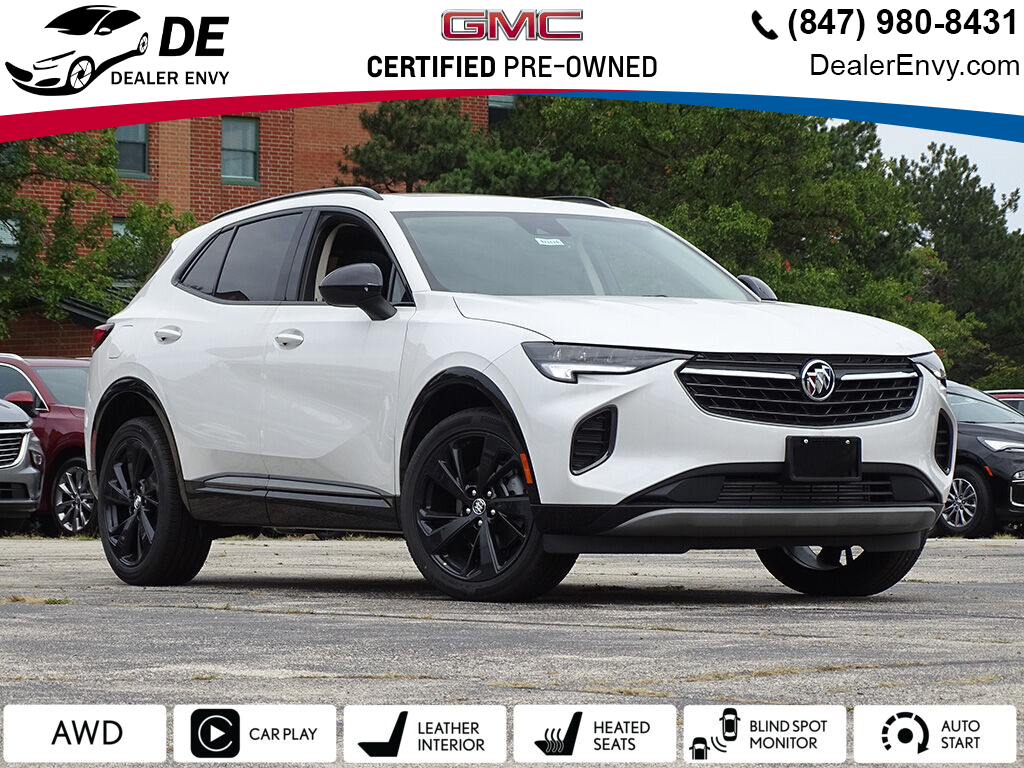 DE
DEALER ENVY
GMC
CERTIFIED PRE-OWNED
(847) 980-8431
DealerEnvy.com
AWD
CAR PLAY
LEATHER
INTERIOR
HEATED
SEATS
BLIND SPOT
MONITOR
AUTO
START